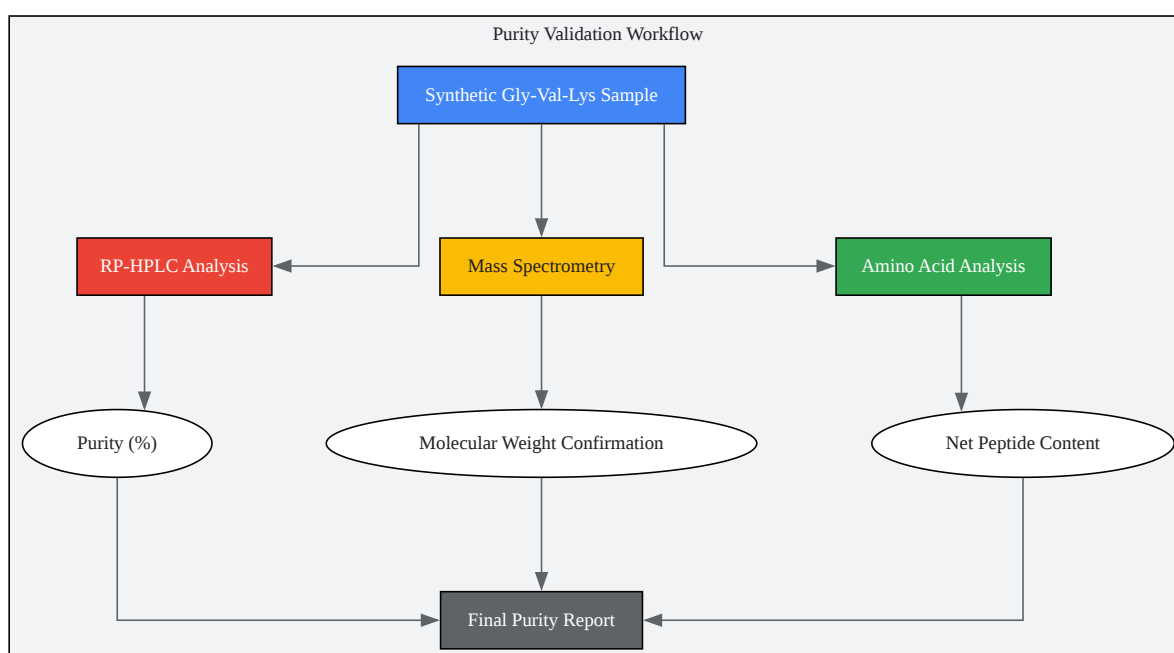 Purity Validation Workflow
Synthetic Gly-Val-Lys Sample
RP-HPLC Analysis
Mass Spectrometry
Amino Acid Analysis
Purity (%)
Molecular Weight Confirmation
Net Peptide Content
Final Purity Report